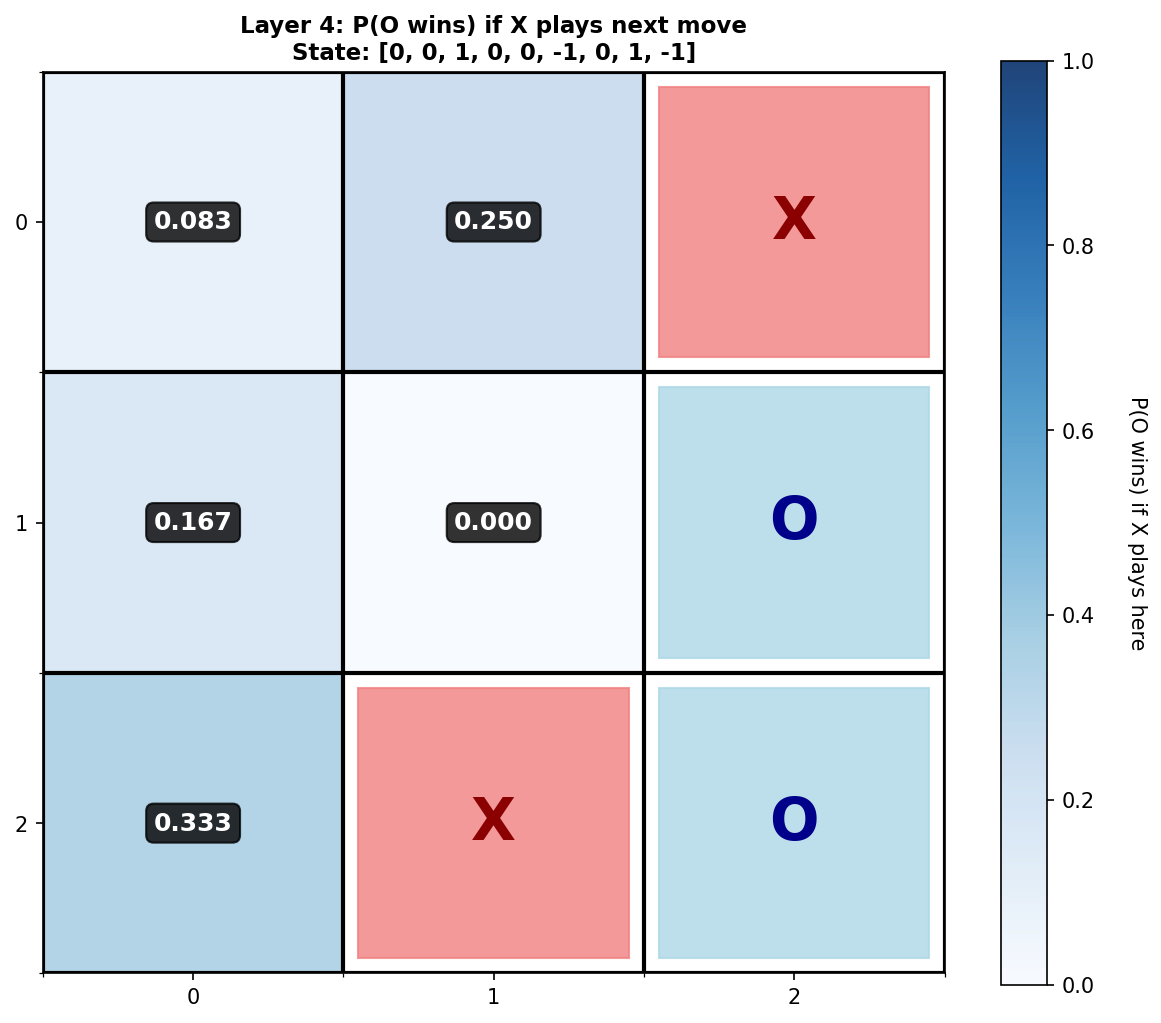 Layer 4: P(O wins) if X plays next move
State: [0, 0, 1, 0, 0, -1, 0, 1, -1]
0
0.083
0.250
X
1
0.167
0.000
O
2
0.333
X
O
0
1
2
1.0
0.8
0.6
0.4
0.2
0.0
P(O wins) if X plays here